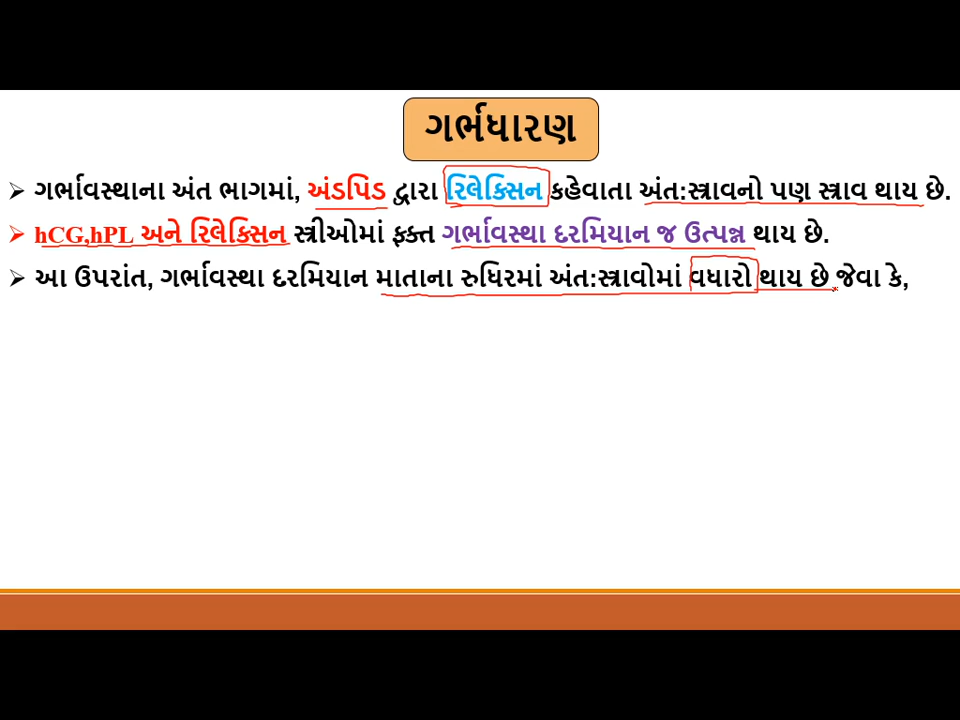 ગર્ભધારણ
➢ ગર્ભાવસ્થાના અંત ભાગમાં, અંડપિંડ દ્વારા રિલેક્સિન કહેવાતા અંત:સ્ત્રાવનો પણ સ્ત્રાવ થાય છે.
➢ hCG,hPL અને રિલેક્સિન સ્ત્રીઓમાં ફક્ત ગર્ભાવસ્થા દરમિયાન જ ઉત્પન્ન થાય છે.
➢ આ ઉપરાંત, ગર્ભાવસ્થા દરમિયાન માતાના રુધિરમાં અંત:સ્ત્રાવોમાં વધારો થાય છે જેવા કે,